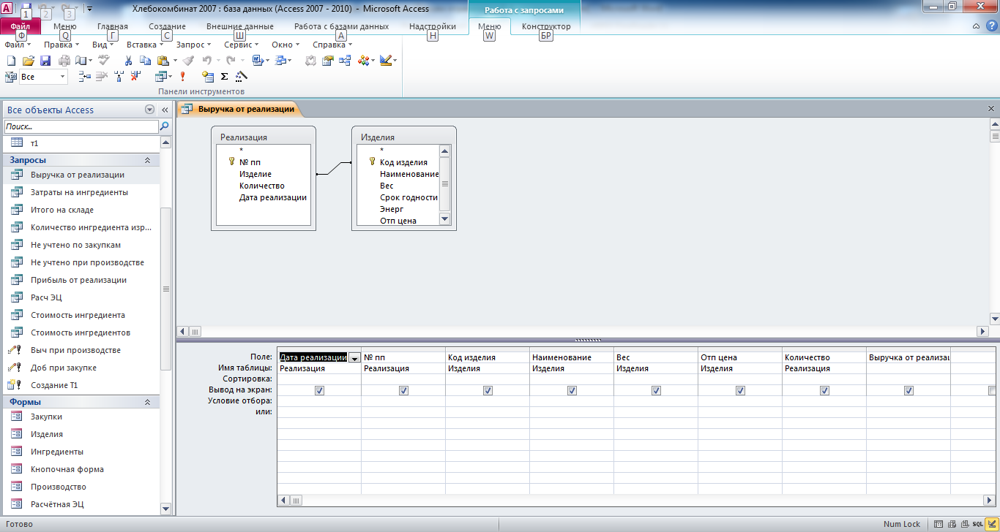 Хлебокомбинат 2007 : база данных (Access 2007 - 2010) - Microsoft Access
Работа с запросами
1 2 3
Файл Меню Главная Создание Внешние данные Работа с базами данных Надстройки Меню Конструктор
Ф Q Г С Ш А Н W БР
Файл Правка Вид Вставка Запрос Сервис Окно Справка
Все
Панели инструментов
Все объекты Access
Поиск...
т1
Запросы
Выручка от реализации
Затраты на ингредиенты
Итого на складе
Количество ингредиента изр...
Не учтено по закупкам
Не учтено при производстве
Прибыль от реализации
Расч ЭЦ
Стоимость ингредиента
Стоимость ингредиентов
Выч при производстве
Доб при закупке
Создание Т1
Формы
Закупки
Изделия
Ингредиенты
Кнопочная форма
Производство
Расчётная ЭЦ
Выручка от реализации
Реализация
*
№ пп
Изделие
Количество
Дата реализации
Изделия
*
Код изделия
Наименование
Вес
Срок годности
Энерг
Отп цена
Поле: Дата реализации № пп Код изделия Наименование Вес Отп цена Количество Выручка от реализа
Имя таблицы: Реализация Реализация Изделия Изделия Изделия Изделия Реализация
Сортировка:
Вывод на экран:
Условие отбора:
или:
Готово
Num Lock
SQL